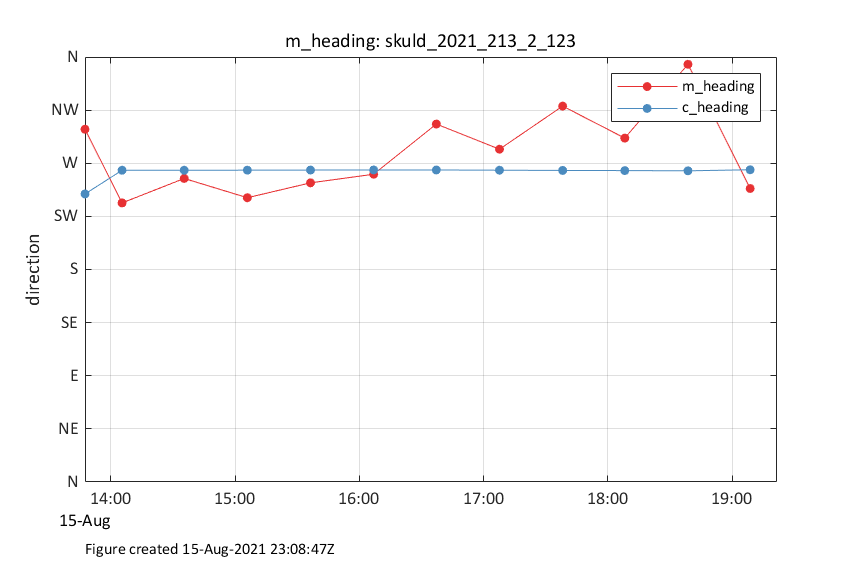 m_heading: skuld_2021_213_2_123
N
NW
W
SW
S
SE
E
NE
N
direction
m_heading
c_heading
14:00 15:00 16:00 17:00 18:00 19:00
15-Aug
Figure created 15-Aug-2021 23:08:47Z